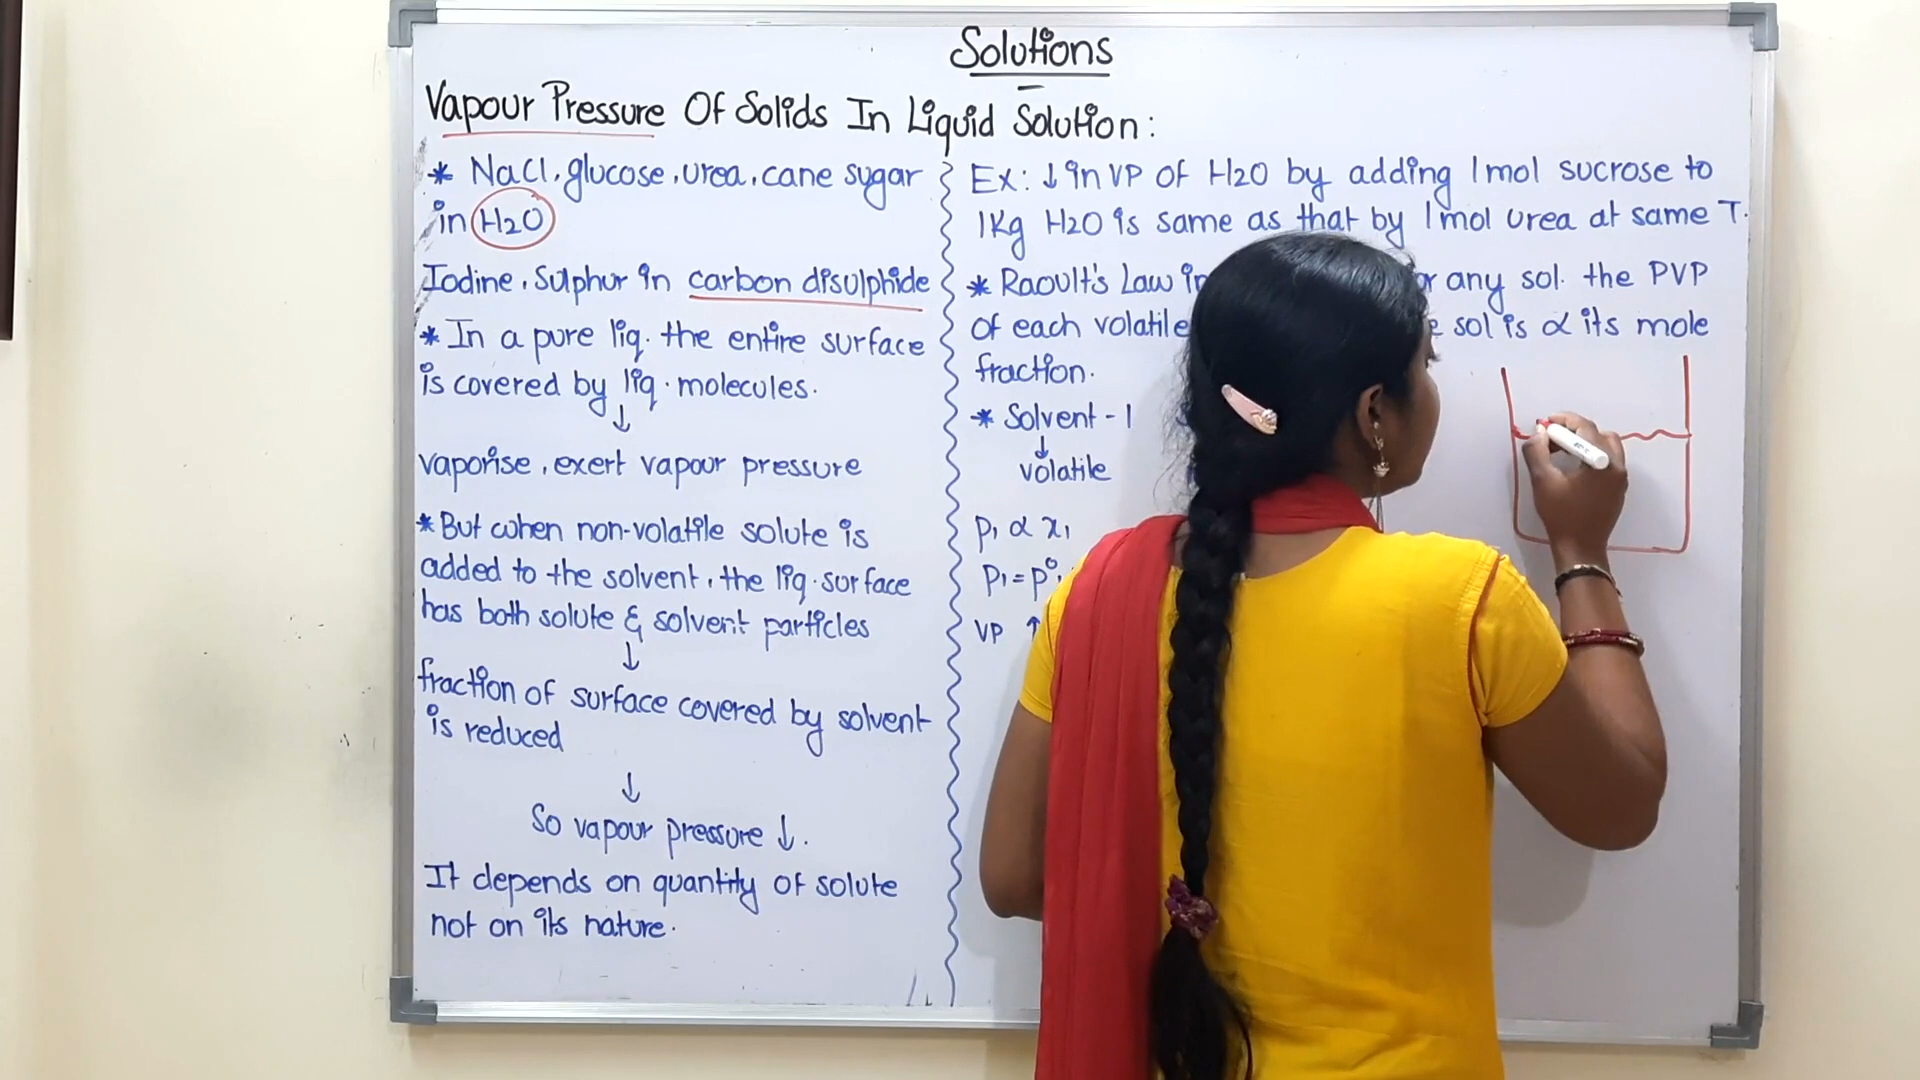 Solutions
Vapour Pressure Of Solids In Liquid Solution:
* NaCl, glucose, urea, cane sugar
in H2O
Iodine, Sulphur in carbon disulphide
* In a pure liq. the entire surface
is covered by liq. molecules.
↓
vaporise, exert vapour pressure
* But when non-volatile solute is
added to the solvent, the liq. surface
has both solute & solvent particles
↓
fraction of surface covered by solvent
is reduced
↓
So vapour pressure ↓.
It depends on quantity of solute
not on its nature.
Ex: ↓ in VP of H2O by adding 1mol sucrose to
1Kg H2O is same as that by 1mol urea at same T.
* Raoult's Law in any sol. the PVP
of each volatile sol is α its mole
fraction.
* Solvent - 1
↓
volatile
p₁ α x₁
p₁ = p°
VP ↑